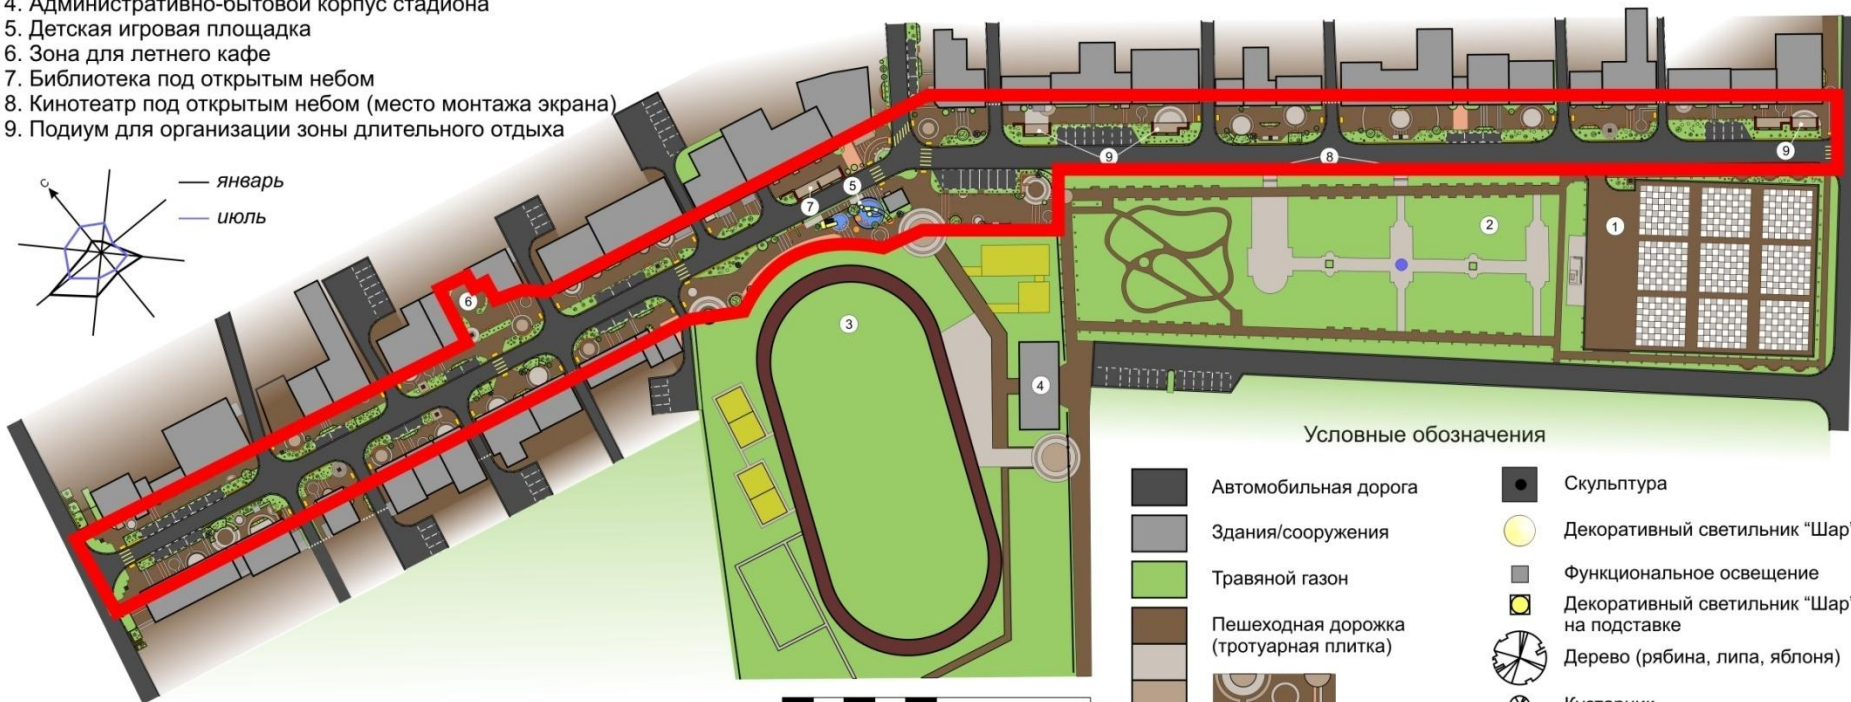 4. Административно-бытовой корпус стадиона
5. Детская игровая площадка
6. Зона для летнего кафе
7. Библиотека под открытым небом
8. Кинотеатр под открытым небом (место монтажа экрана)
9. Подиум для организации зоны длительного отдыха
с
январь
июль
9
8
9
5
7
6
2
1
3
4
Условные обозначения
Автомобильная дорога
Скульптура
Здания/сооружения
Декоративный светильник “Шар”
Травяной газон
Функциональное освещение
Декоративный светильник “Шар”
на подставке
Пешеходная дорожка
(тротуарная плитка)
Дерево (рябина, липа, яблоня)